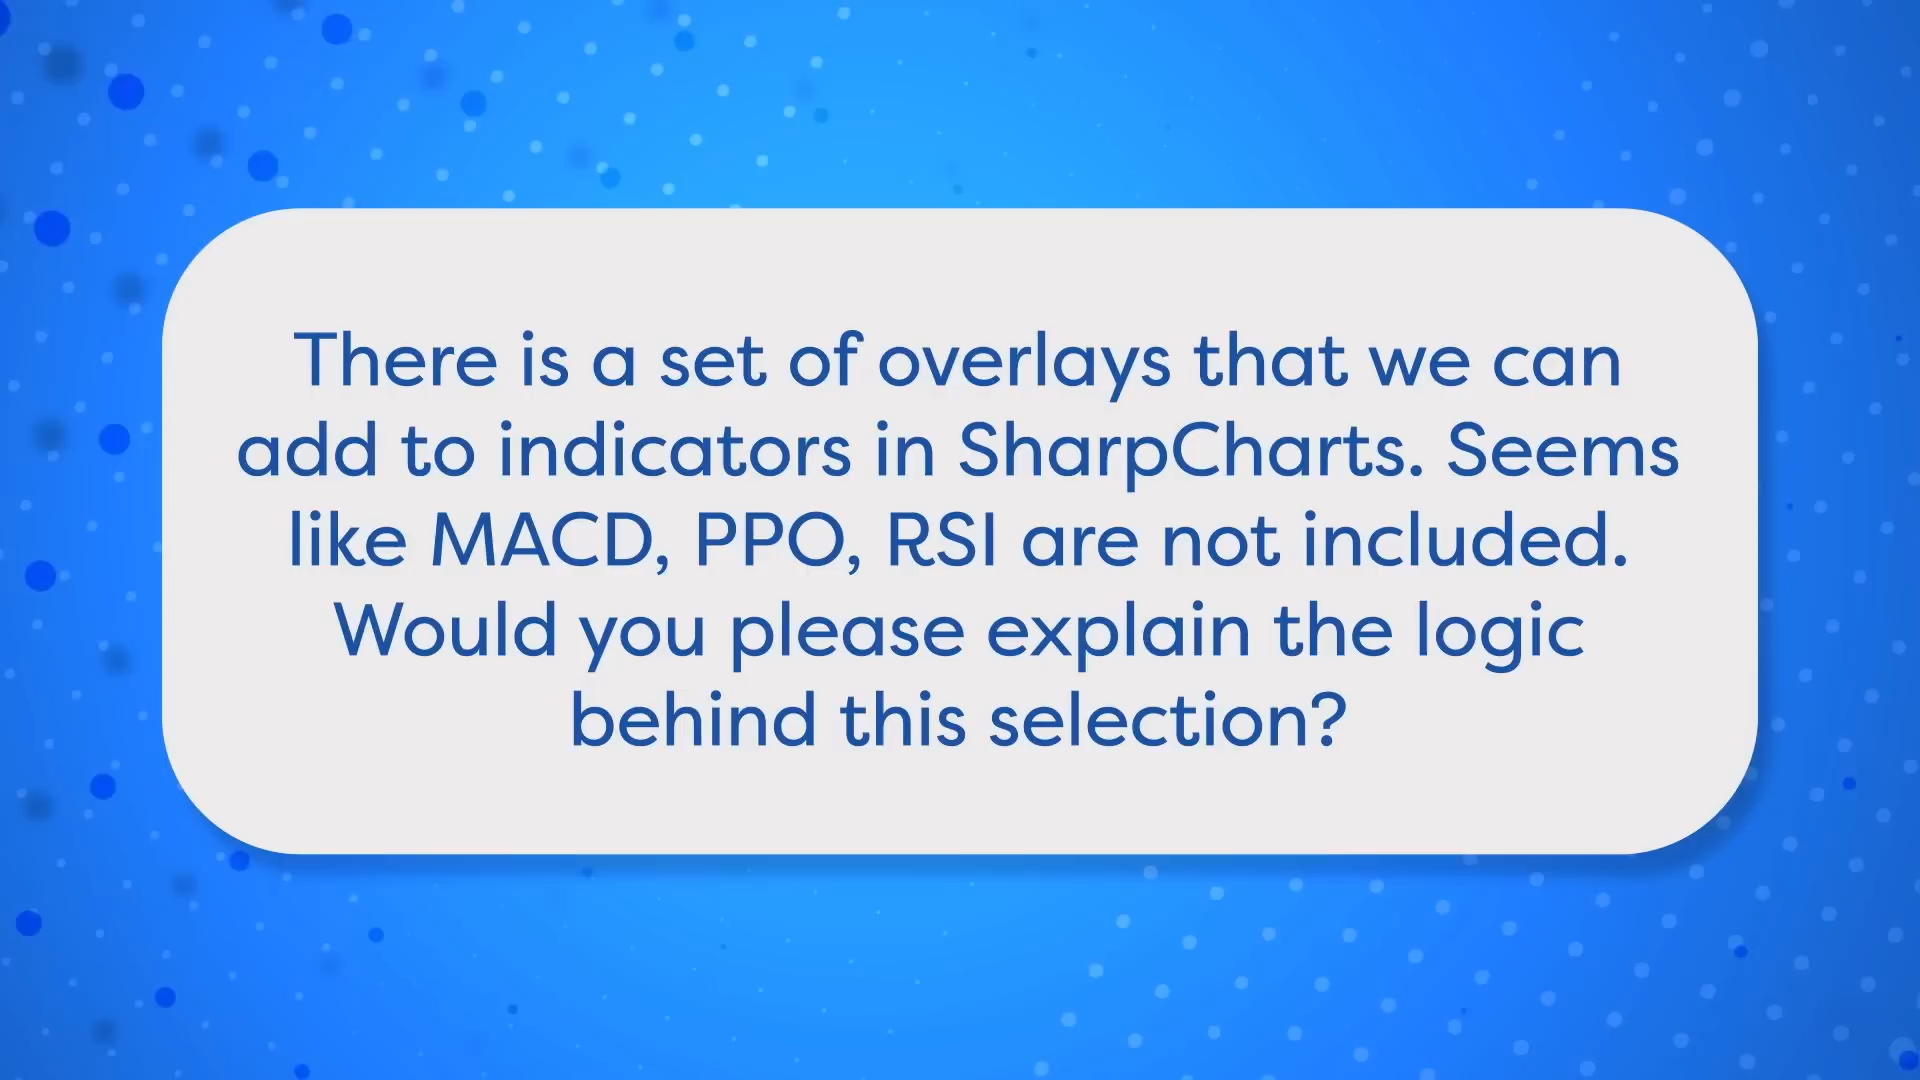 There is a set of overlays that we can
add to indicators in SharpCharts. Seems
like MACD, PPO, RSI are not included.
Would you please explain the logic
behind this selection?